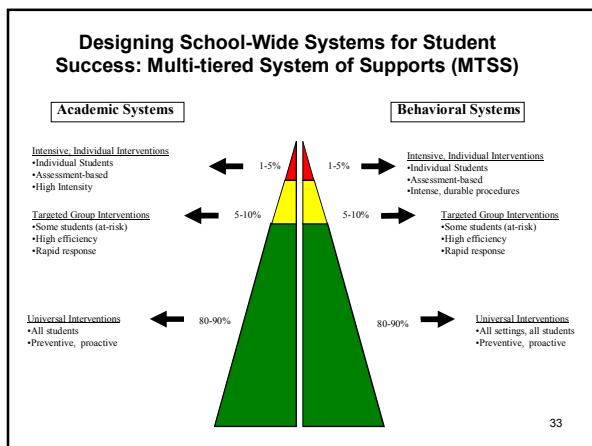 Designing School-Wide Systems for Student
Success: Multi-tiered System of Supports (MTSS)
Academic Systems
Intensive, Individual Interventions
•Individual Students
•Assessment-based
•High Intensity
1-5%
Targeted Group Interventions
•Some students (at-risk)
•High efficiency
•Rapid response
5-10%
Universal Interventions
•All students
•Preventive, proactive
80-90%
Behavioral Systems
1-5%
Intensive, Individual Interventions
•Individual Students
•Assessment-based
•Intense, durable procedures
5-10%
Targeted Group Interventions
•Some students (at-risk)
•High efficiency
•Rapid response
80-90%
Universal Interventions
•All settings, all students
•Preventive, proactive
33